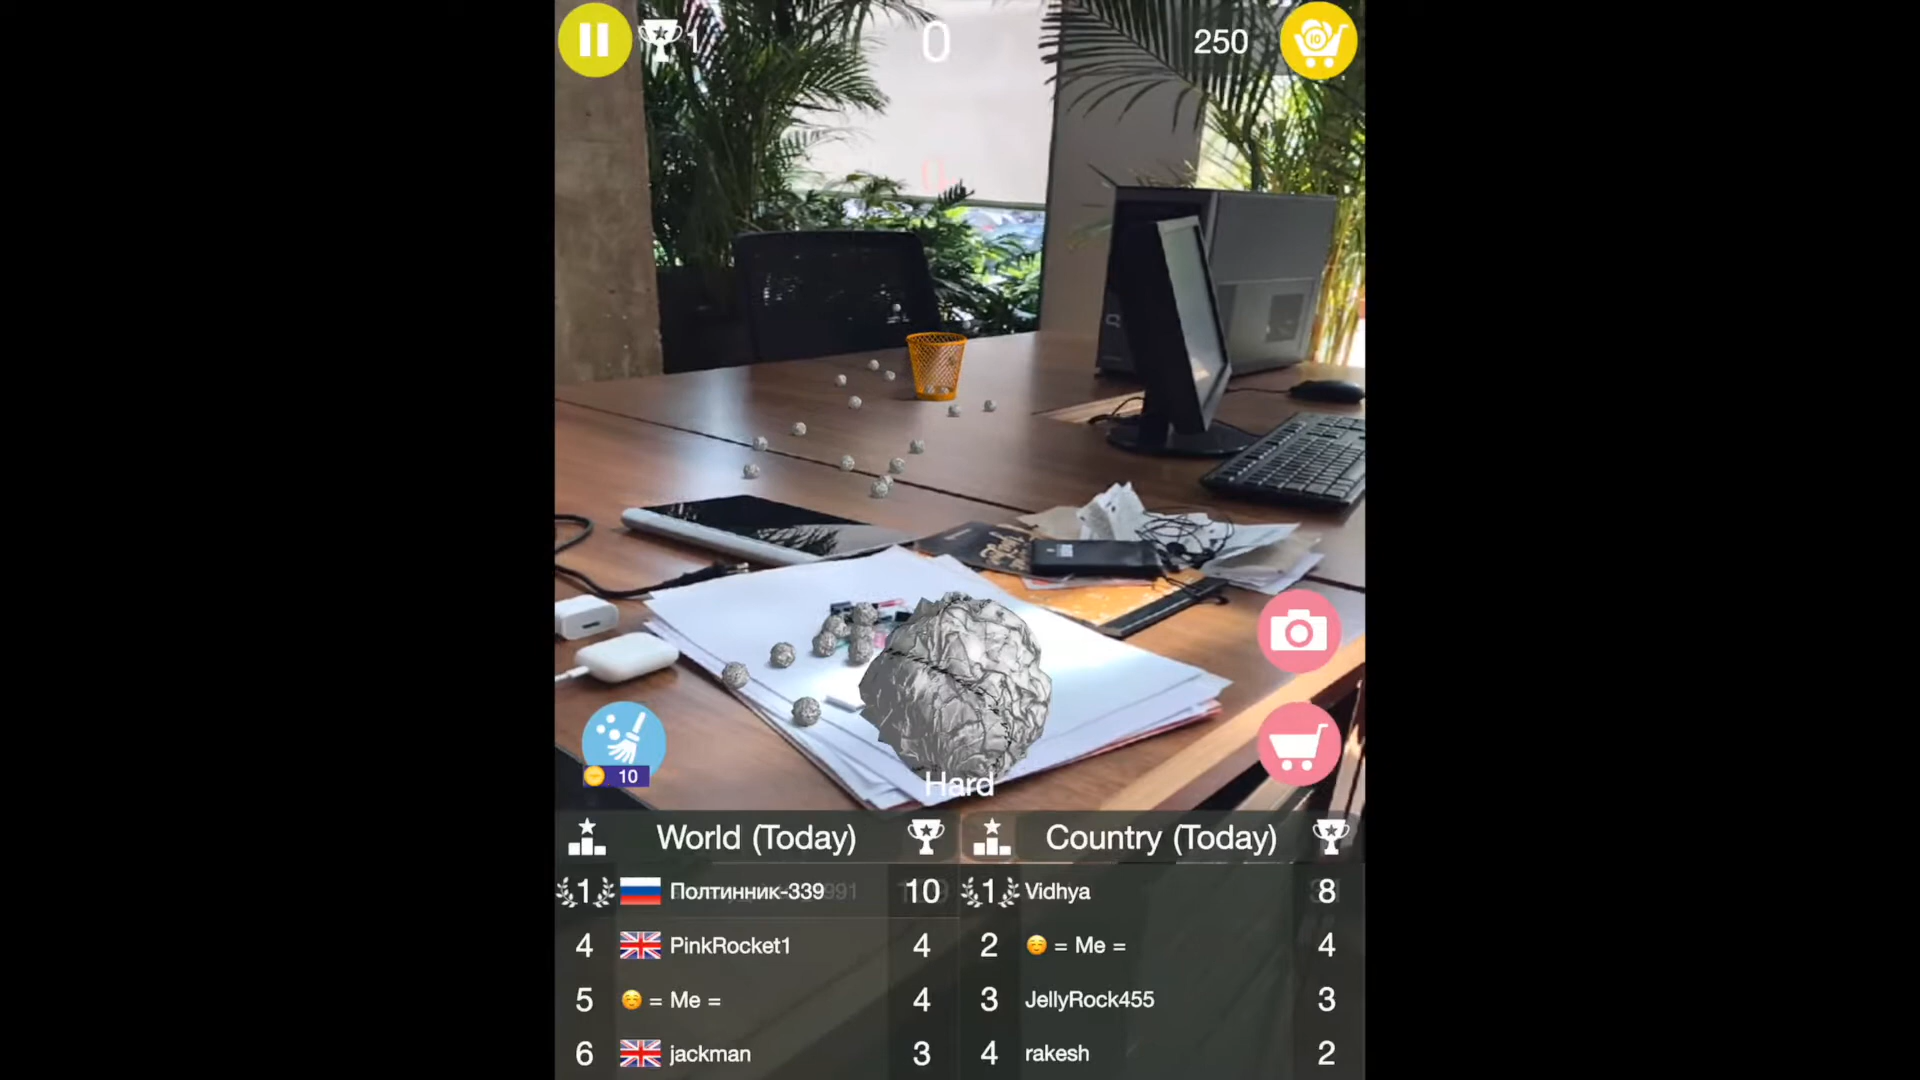 1
0
250
10
Hard
10
World (Today)
Country (Today)
1 Полтинник-339 10
1 Vidhya 8
4 PinkRocket1 4
2 = Me = 4
5 = Me = 4
3 JellyRock455 3
6 jackman 3
4 rakesh 2